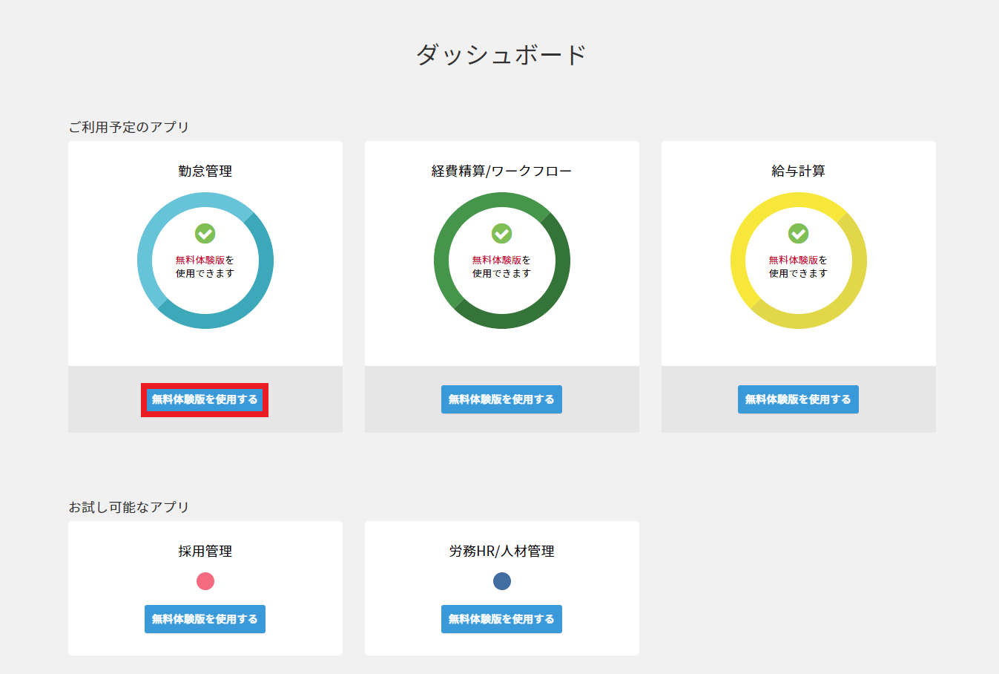 ダッシュボード
ご利用予定のアプリ
勤怠管理
無料体験版を
使用できます
無料体験版を使用する
経費精算/ワークフロー
無料体験版を
使用できます
無料体験版を使用する
給与計算
無料体験版を
使用できます
無料体験版を使用する
お試し可能なアプリ
採用管理
無料体験版を使用する
労務HR/人材管理
無料体験版を使用する